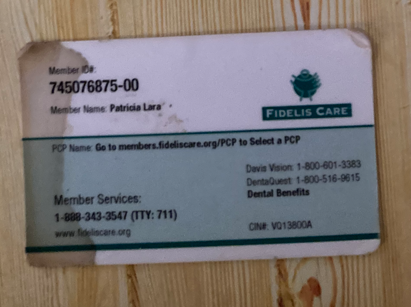 Member ID#:
745076875-00
Member Name: Patricia Lara
FIDELIS CARE
PCP Name: Go to members.fideliscare.org/PCP to Select a PCP
Davis Vision: 1-800-601-3383
DentaQuest: 1-800-516-9615
Dental Benefits
Member Services:
1-888-343-3547 (TTY: 711)
www.fideliscare.org
CIN#: VQ13800A